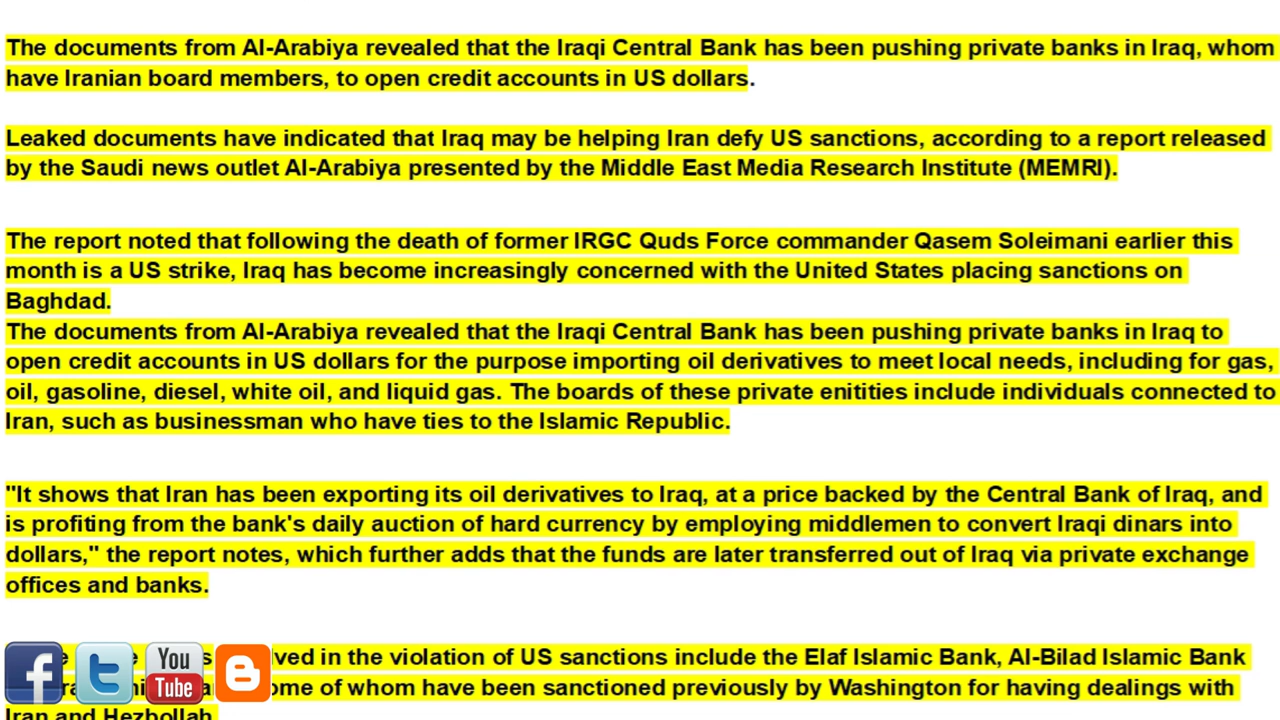 The documents from Al-Arabiya revealed that the Iraqi Central Bank has been pushing private banks in Iraq, whom
have Iranian board members, to open credit accounts in US dollars.
Leaked documents have indicated that Iraq may be helping Iran defy US sanctions, according to a report released
by the Saudi news outlet Al-Arabiya presented by the Middle East Media Research Institute (MEMRI).
The report noted that following the death of former IRGC Quds Force commander Qasem Soleimani earlier this
month is a US strike, Iraq has become increasingly concerned with the United States placing sanctions on
Baghdad.
The documents from Al-Arabiya revealed that the Iraqi Central Bank has been pushing private banks in Iraq to
open credit accounts in US dollars for the purpose importing oil derivatives to meet local needs, including for gas,
oil, gasoline, diesel, white oil, and liquid gas. The boards of these private enitities include individuals connected to
Iran, such as businessman who have ties to the Islamic Republic.
"It shows that Iran has been exporting its oil derivatives to Iraq, at a price backed by the Central Bank of Iraq, and
is profiting from the bank's daily auction of hard currency by employing middlemen to convert Iraqi dinars into
dollars," the report notes, which further adds that the funds are later transferred out of Iraq via private exchange
offices and banks.
in the violation of US sanctions include the Elaf Islamic Bank, Al-Bilad Islamic Bank
of whom have been sanctioned previously by Washington for having dealings with
Iran and Hezbollah
You
Tube